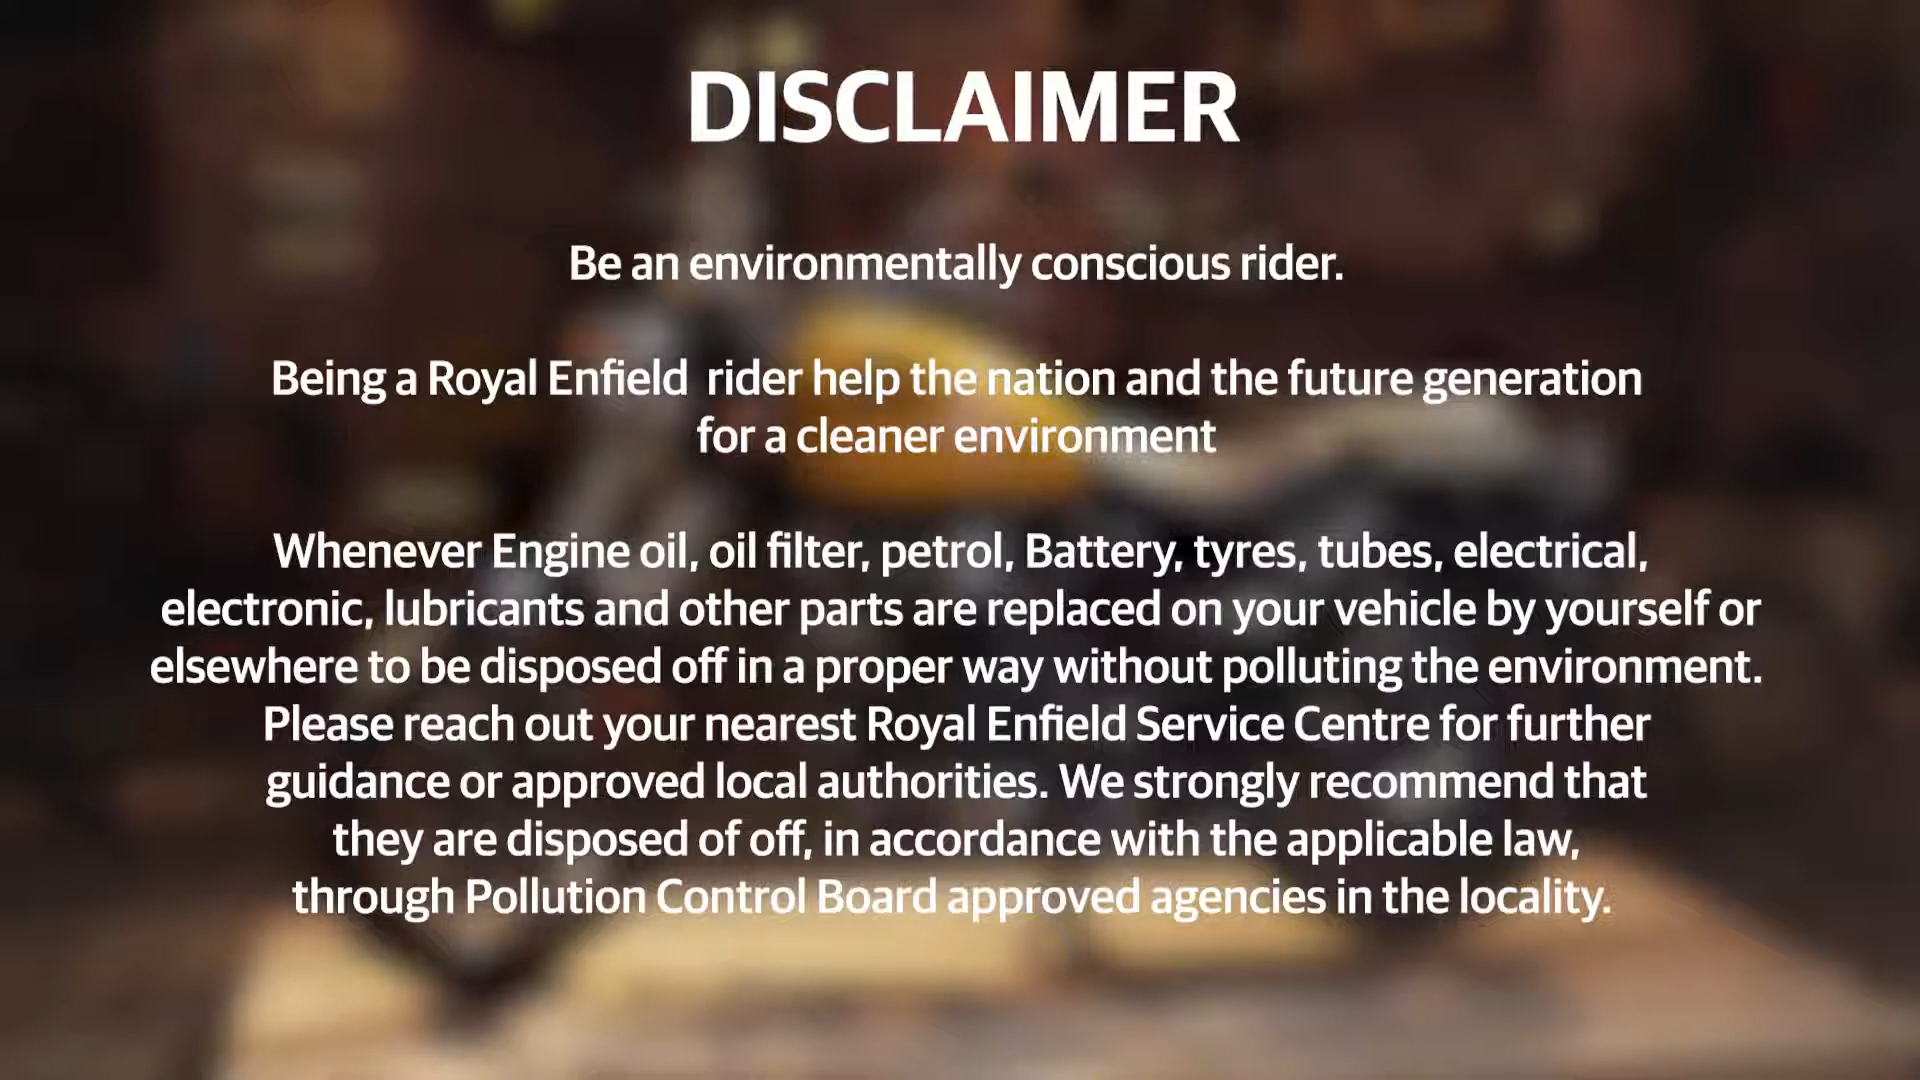 DISCLAIMER
Be an environmentally conscious rider.
Being a Royal Enfield  rider help the nation and the future generation
for a cleaner environment
Whenever Engine oil, oil filter, petrol, Battery, tyres, tubes, electrical,
electronic, lubricants and other parts are replaced on your vehicle by yourself or
elsewhere to be disposed off in a proper way without polluting the environment.
Please reach out your nearest Royal Enfield Service Centre for further
guidance or approved local authorities. We strongly recommend that
they are disposed of off, in accordance with the applicable law,
through Pollution Control Board approved agencies in the locality.